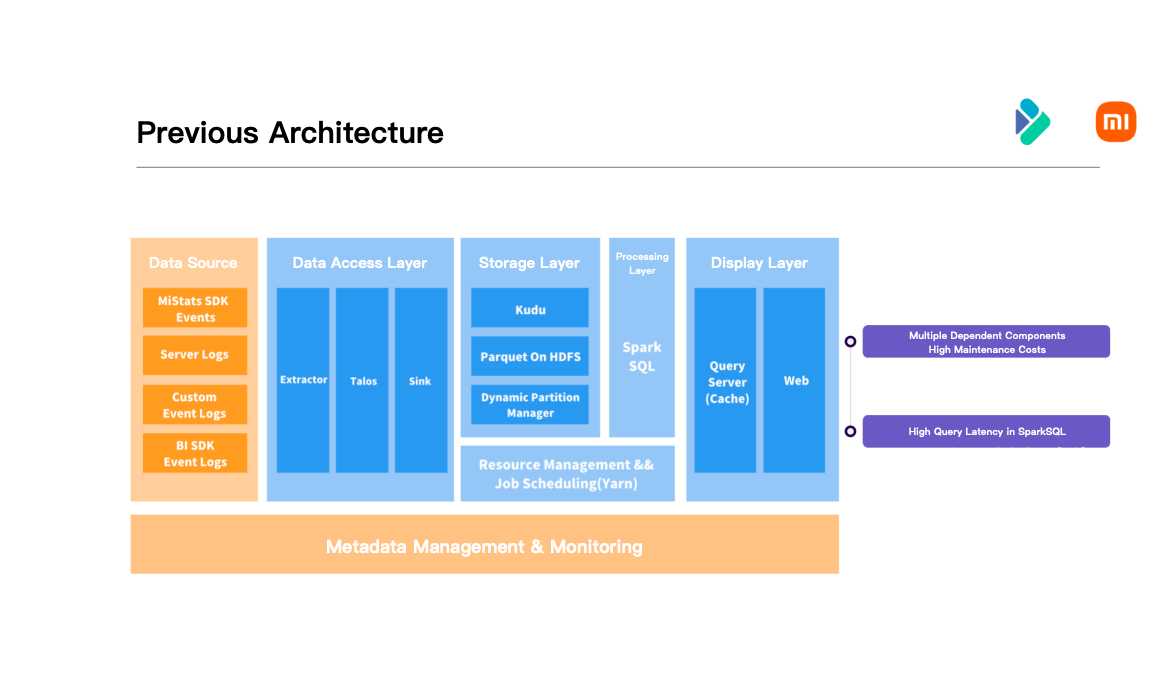 Previous Architecture
mi
Data Source
MiStats SDK
Events
Server Logs
Custom
Event Logs
BI SDK
Event Logs
Data Access Layer
Extractor
Talos
Sink
Storage Layer
Kudu
Parquet On HDFS
Dynamic Partition
Manager
Processing
Layer
Spark
SQL
Resource Management &&
Job Scheduling(Yarn)
Display Layer
Query
Server
(Cache)
Web
Metadata Management & Monitoring
Multiple Dependent Components
High Maintenance Costs
High Query Latency in SparkSQL